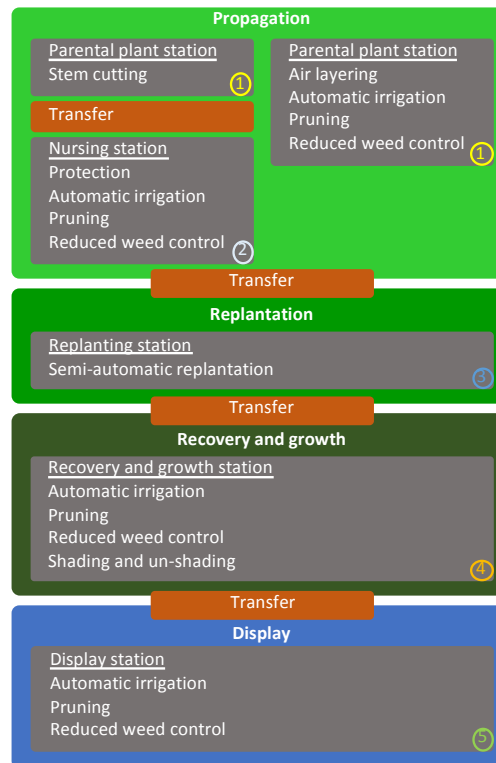 Propagation
Parental plant station
Stem cutting
1
Transfer
Nursing station
Protection
Automatic irrigation
Pruning
Reduced weed control
2
Parental plant station
Air layering
Automatic irrigation
Pruning
Reduced weed control
1
Transfer
Replantation
Replanting station
Semi-automatic replantation
3
Transfer
Recovery and growth
Recovery and growth station
Automatic irrigation
Pruning
Reduced weed control
Shading and un-shading
4
Transfer
Display
Display station
Automatic irrigation
Pruning
Reduced weed control
5